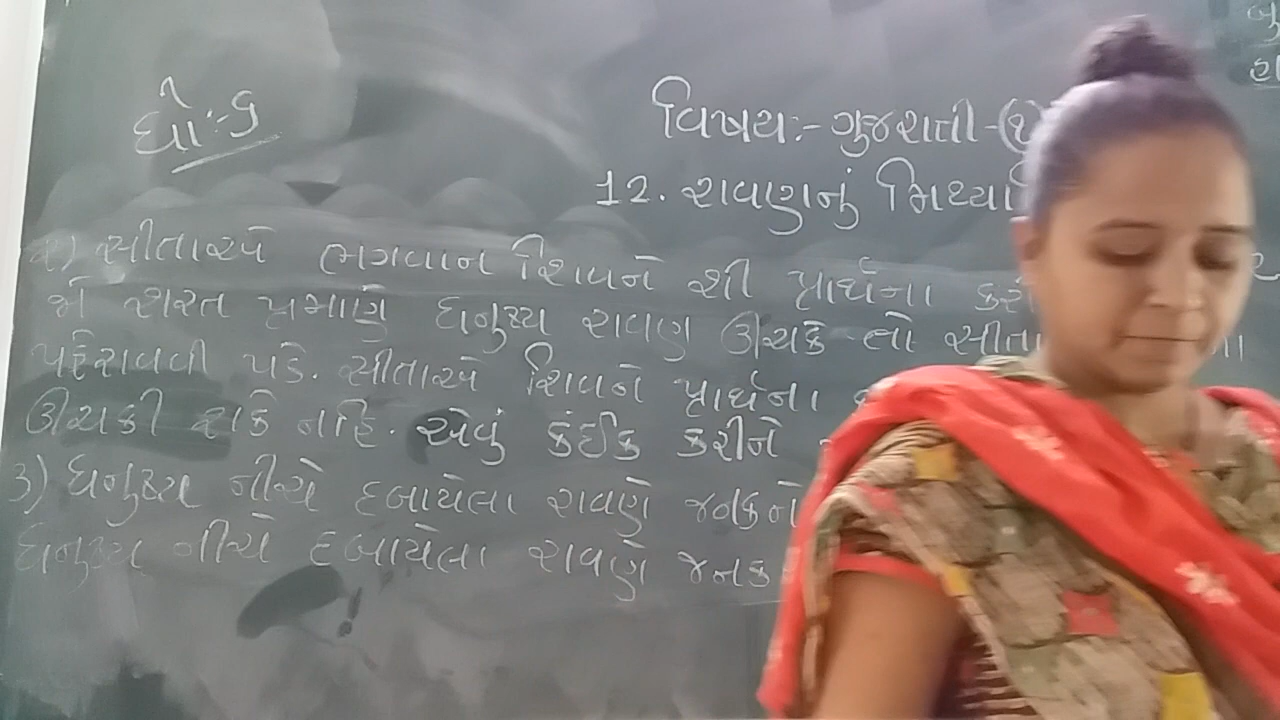 ધો:-૭
વિષય:- ગુજરાતી-(૧)
12. રાવણનું મિથ્યા
૨) સીતાએ ભગવાન શિવને શી પ્રાર્થના કરી
જો શરત પ્રમાણે ધનુષ્ય રાવણ ઊંચકે તો સીતા
પહેરાવવી પડે. સીતાએ શિવને પ્રાર્થના
ઊંચકી શકે નહિ. એવું કંઈક કરીને
૩) ધનુષ્ય નીચે દબાયેલા રાવણે જનકને
ધનુષ્ય નીચે દબાયેલા રાવણે જનક